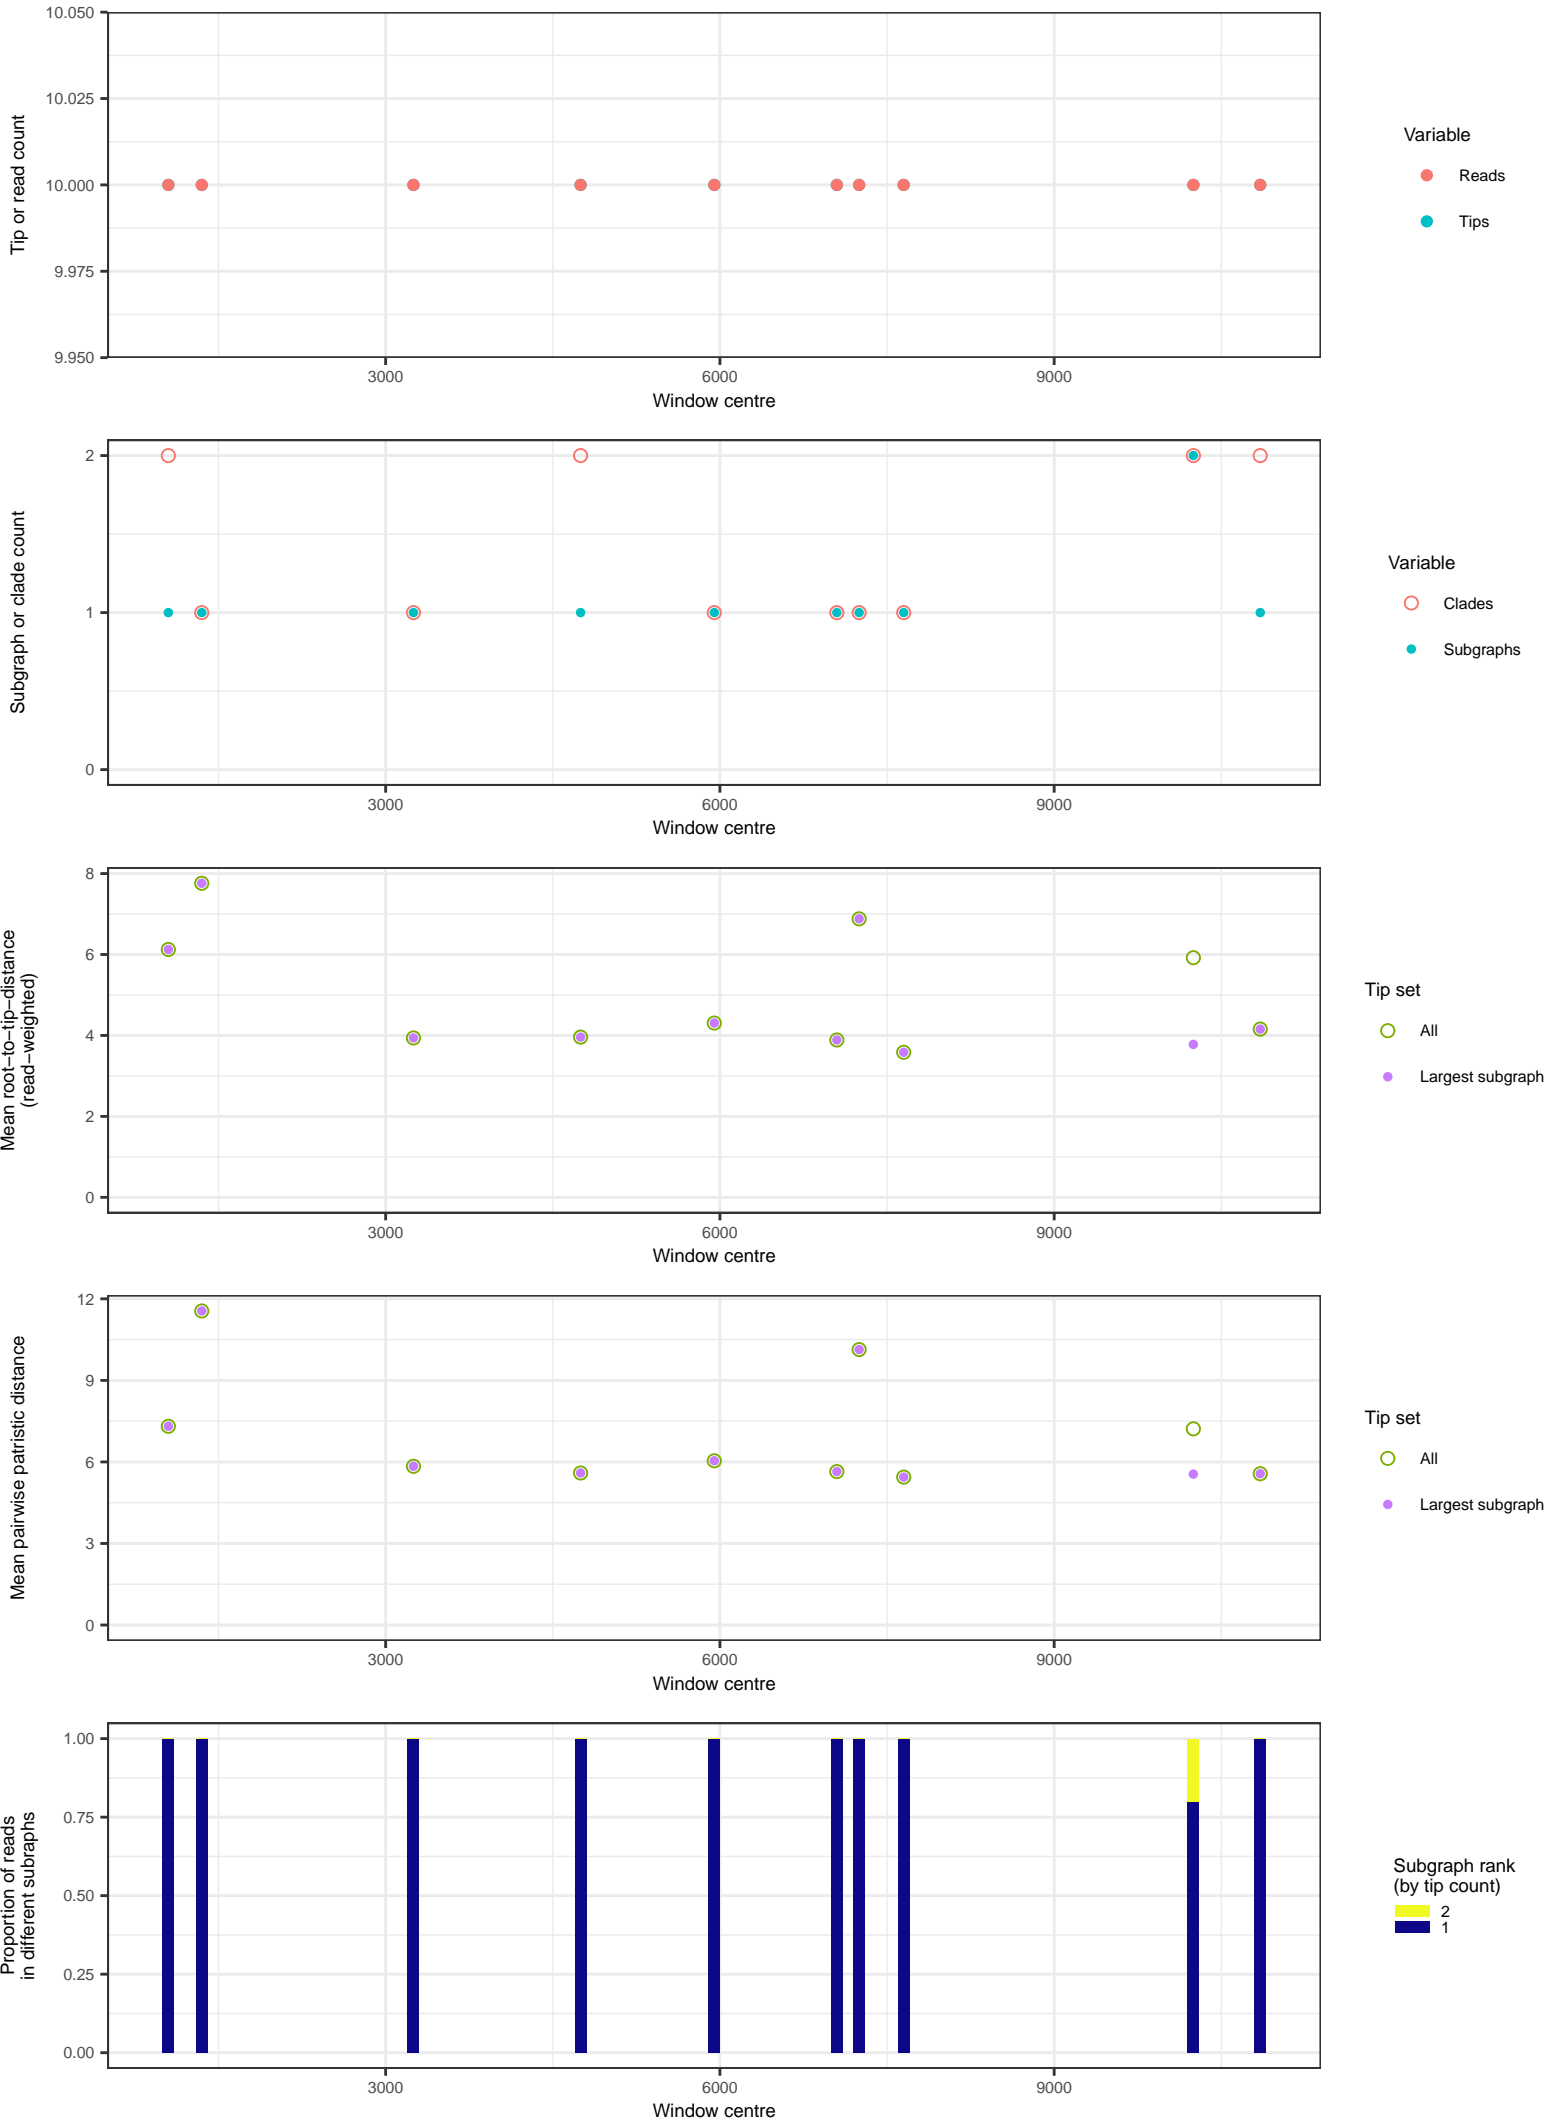 Tip or read count
10.050
10.025
10.000
9.975
9.950
3000 6000 9000
Window centre
Variable
Reads
Tips
Subgraph or clade count
2
1
0
3000 6000 9000
Window centre
Variable
Clades
Subgraphs
Mean root−to−tip−distance
(read−weighted)
8
6
4
2
0
3000 6000 9000
Window centre
Tip set
All
Largest subgraph
Mean pairwise patristic distance
12
9
6
3
0
3000 6000 9000
Window centre
Tip set
All
Largest subgraph
Proportion of reads
in different subraphs
1.00
0.75
0.50
0.25
0.00
3000 6000 9000
Window centre
Subgraph rank
(by tip count)
2
1